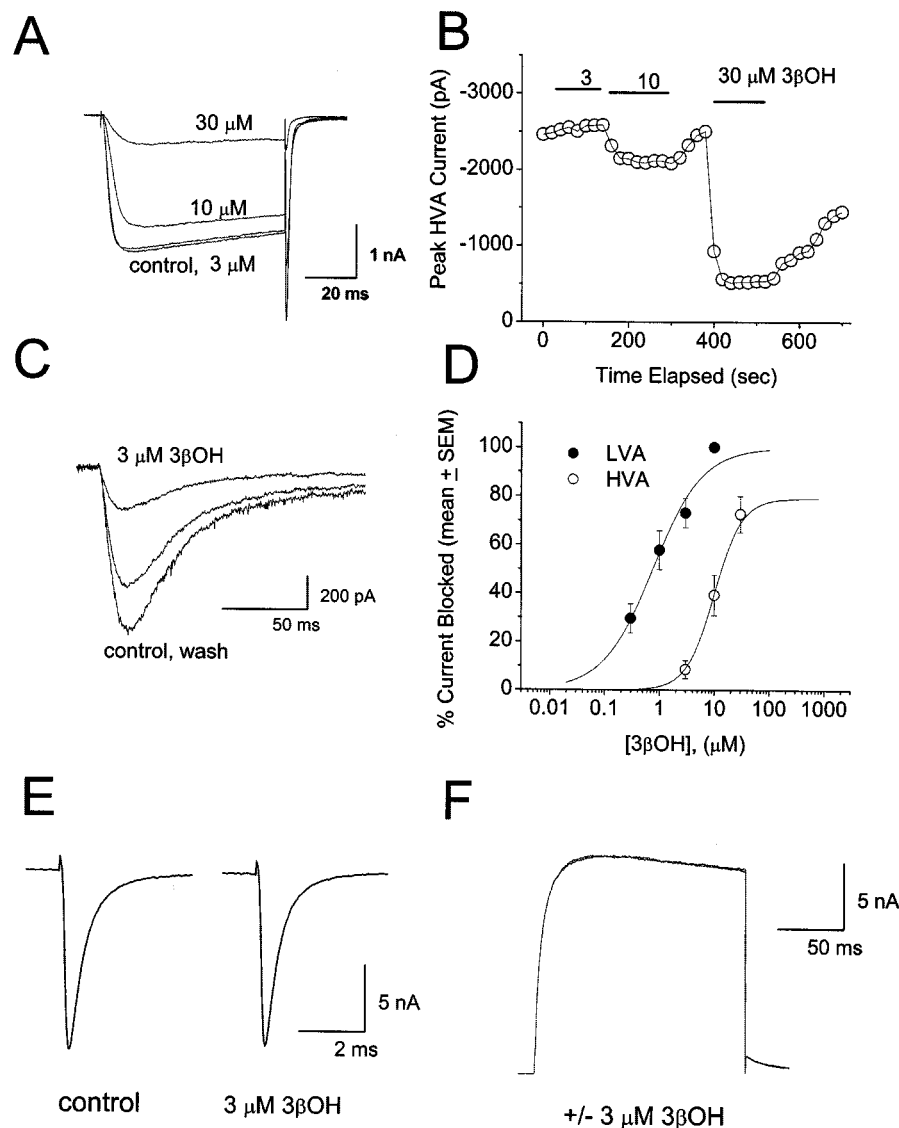 A
30 μM
10 μM
control, 3 μM
1 nA
20 ms
B
3
10
30 μM 3βOH
Peak HVA Current (pA)
-3000
-2000
-1000
0
0
200
400
600
Time Elapsed (sec)
C
3 μM 3βOH
200 pA
50 ms
control, wash
D
% Current Blocked (mean ± SEM)
100
80
60
40
20
0
LVA
HVA
0.01
0.1
1
10
100
1000
[3βOH], (μM)
E
5 nA
2 ms
control
3 μM 3βOH
F
5 nA
50 ms
+/- 3 μM 3βOH